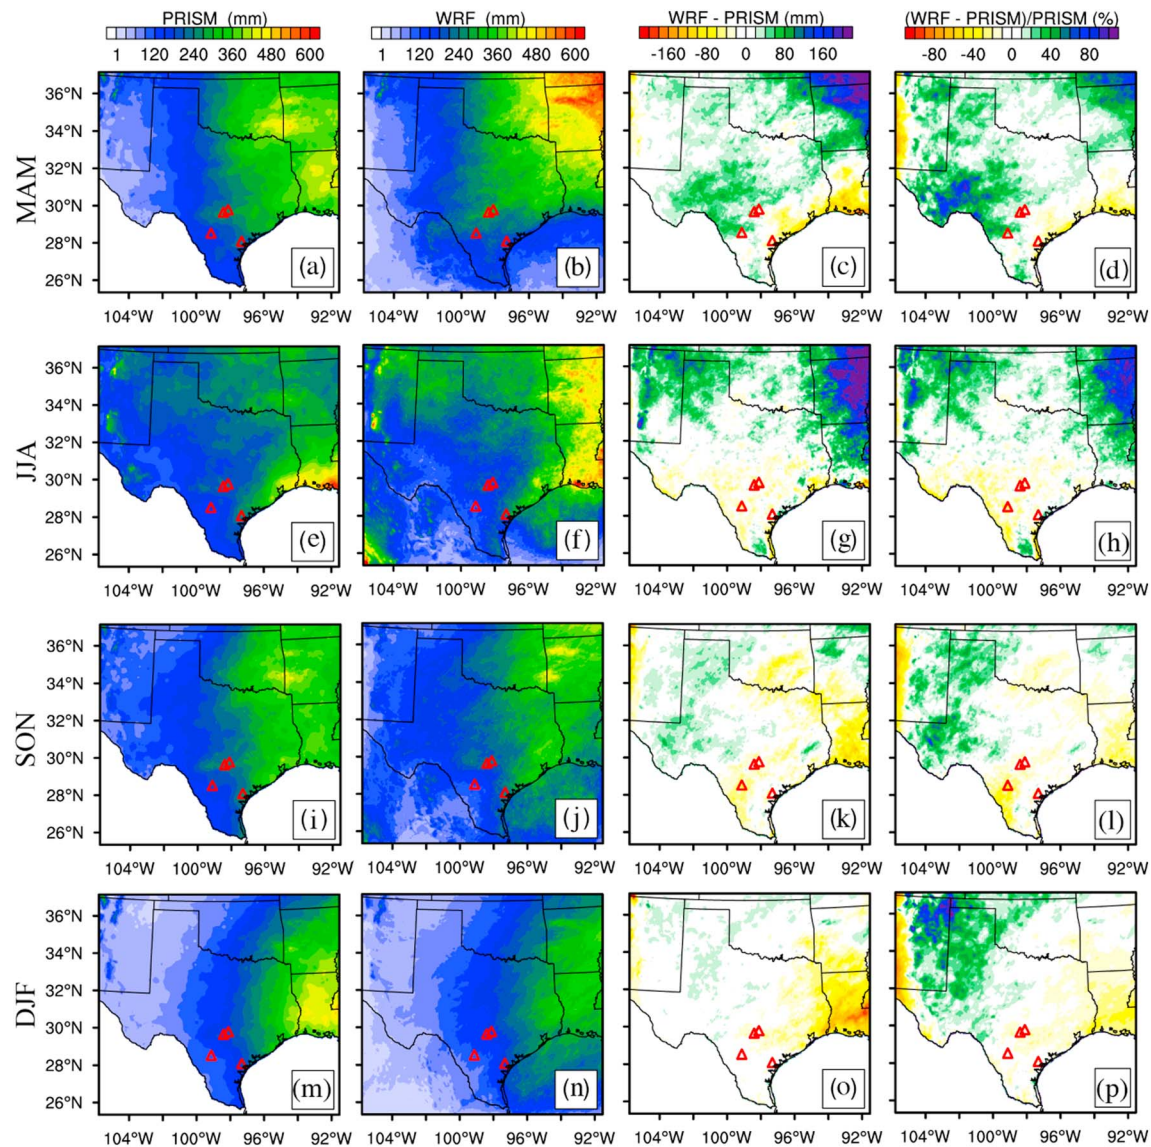 PRISM (mm) WRF (mm) WRF - PRISM (mm) (WRF - PRISM)/PRISM (%)
1 120 240 360 480 600 1 120 240 360 480 600 -160 -80 0 80 160 -80 -40 0 40 80
MAM
36°N
34°N
32°N
30°N
28°N
26°N
(a) (b) (c) (d)
104°W 100°W 96°W 92°W 104°W 100°W 96°W 92°W 104°W 100°W 96°W 92°W 104°W 100°W 96°W 92°W
JJA
36°N
34°N
32°N
30°N
28°N
26°N
(e) (f) (g) (h)
104°W 100°W 96°W 92°W 104°W 100°W 96°W 92°W 104°W 100°W 96°W 92°W 104°W 100°W 96°W 92°W
SON
36°N
34°N
32°N
30°N
28°N
26°N
(i) (j) (k) (l)
104°W 100°W 96°W 92°W 104°W 100°W 96°W 92°W 104°W 100°W 96°W 92°W 104°W 100°W 96°W 92°W
DJF
36°N
34°N
32°N
30°N
28°N
26°N
(m) (n) (o) (p)
104°W 100°W 96°W 92°W 104°W 100°W 96°W 92°W 104°W 100°W 96°W 92°W 104°W 100°W 96°W 92°W